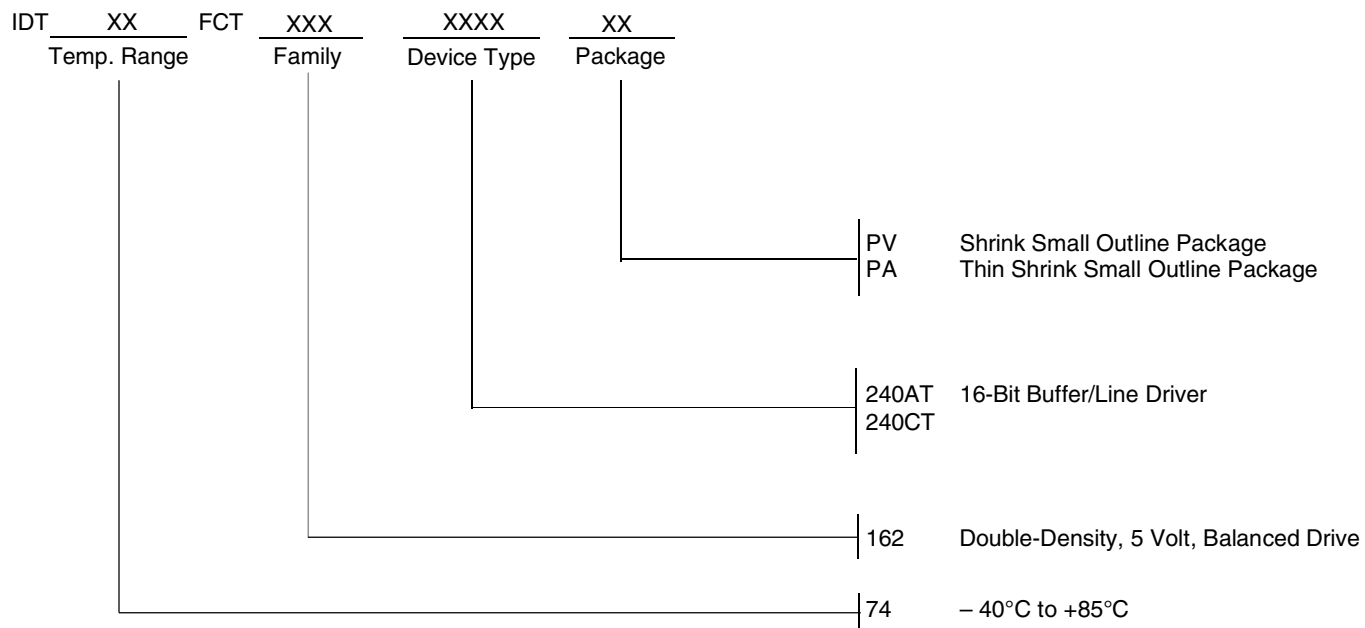 IDT XX FCT XXX XXXX XX
Temp. Range Family Device Type Package
PV Shrink Small Outline Package
PA Thin Shrink Small Outline Package
240AT 16-Bit Buffer/Line Driver
240CT
162 Double-Density, 5 Volt, Balanced Drive
74 – 40°C to +85°C